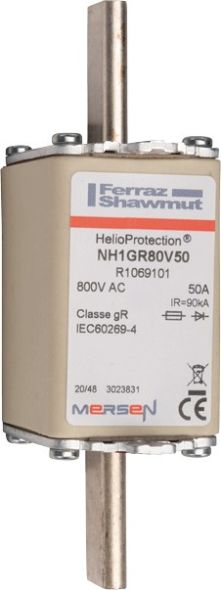 Ferraz
Shawmut
HelioProtection®
NH1GR80V50
R1069101
800V AC 50A
IR=90kA
Classe gR
IEC60269-4
20/48 3023831
MERSEN
CE